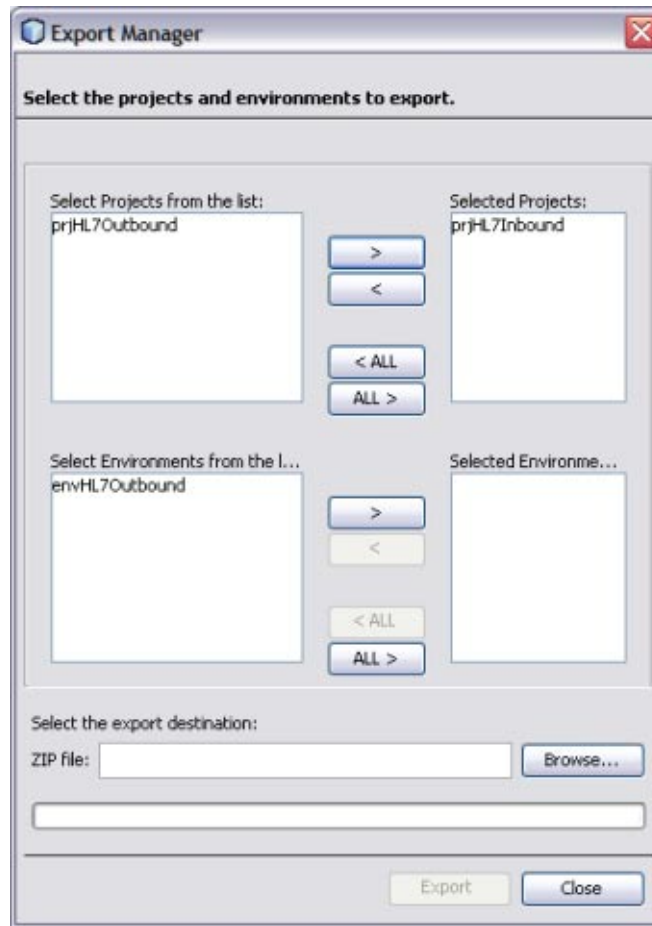 Export Manager
Select the projects and environments to export.
Select Projects from the list:
Selected Projects:
prjHL7Outbound
prjHL7Inbound
>
<
< ALL
ALL >
Select Environments from the l...
Selected Environme...
envHL7Outbound
>
<
< ALL
ALL >
Select the export destination:
ZIP file:
Browse...
Export
Close